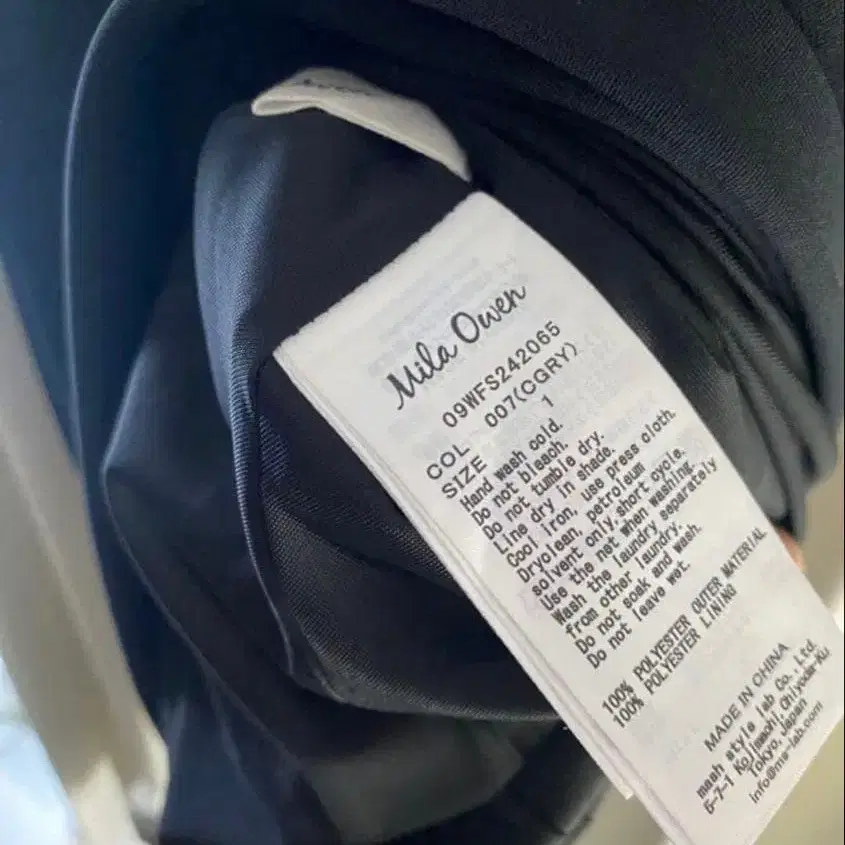 Mila Owen
09WFS242065
COL 007(CGRY)
SIZE 1
Hand wash cold.
Do not bleach.
Do not tumble dry.
Line dry in shade.
Cool iron, use press cloth.
Dryclean, petroleum
solvent only, short cycle.
Use the net when washing.
Wash the laundry separately
from other laundry.
Do not soak and wash.
Do not leave wet.
100% POLYESTER OUTER MATERIAL
100% POLYESTER LINING
MADE IN CHINA
mash style lab Co., Ltd.
5-7-1 Kojimachi, Chiyoda-Ku
Tokyo, Japan
info@ms-lab.com